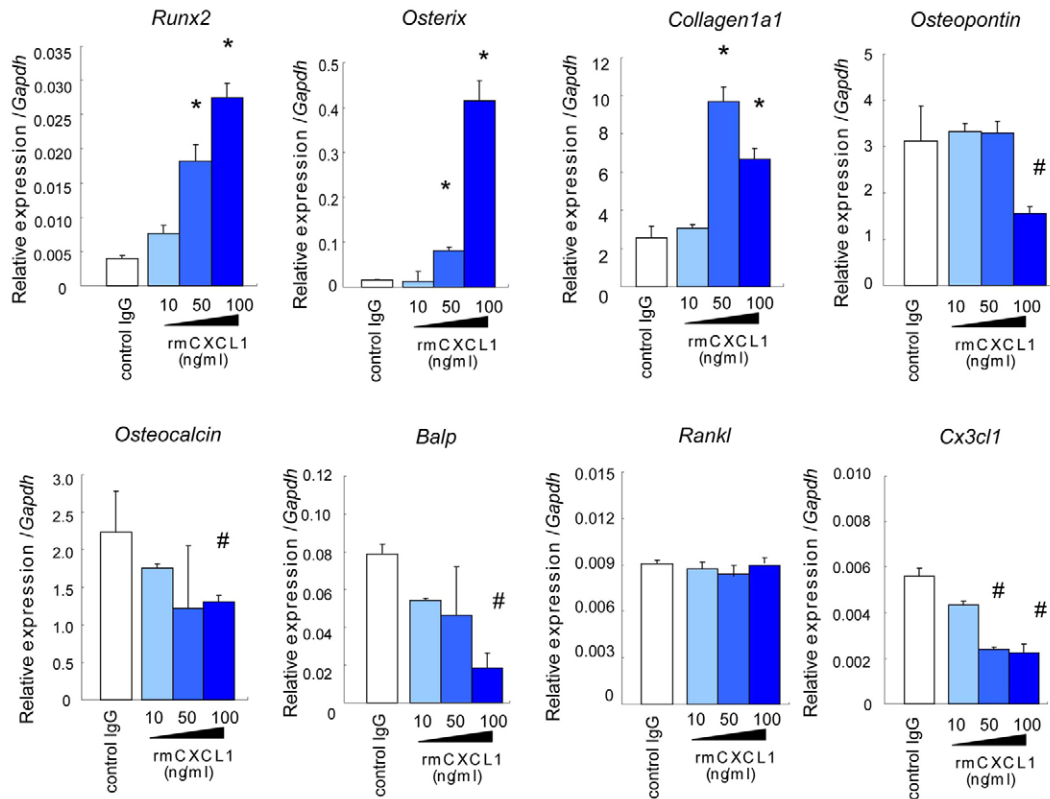 Runx2
Relative expression /Gapdh
0.035
0.030
0.025
0.020
0.015
0.010
0.005
0
control IgG
10 50 100
rmCXCL1
(ng/ml)
* *
Osterix
Relative expression /Gapdh
0.5
0.4
0.3
0.2
0.1
0
control IgG
10 50 100
rmCXCL1
(ng/ml)
* *
Collagen1a1
Relative expression /Gapdh
12
10
8
6
4
2
0
control IgG
10 50 100
rmCXCL1
(ng/ml)
* *
Osteopontin
Relative expression /Gapdh
5
4
3
2
1
0
control IgG
10 50 100
rmCXCL1
(ng/ml)
#
Osteocalcin
Relative expression /Gapdh
3.0
2.5
2.0
1.5
1.0
1.5
0
control IgG
10 50 100
rmCXCL1
(ng/ml)
#
Balp
Relative expression /Gapdh
0.12
0.10
0.08
0.06
0.04
0.02
0
control IgG
10 50 100
rmCXCL1
(ng/ml)
#
Rankl
Relative expression /Gapdh
0.015
0.012
0.009
0.006
0.003
0
control IgG
10 50 100
rmCXCL1
(ng/ml)
Cx3cl1
Relative expression /Gapdh
0.010
0.008
0.006
0.004
0.002
0
control IgG
10 50 100
rmCXCL1
(ng/ml)
# #